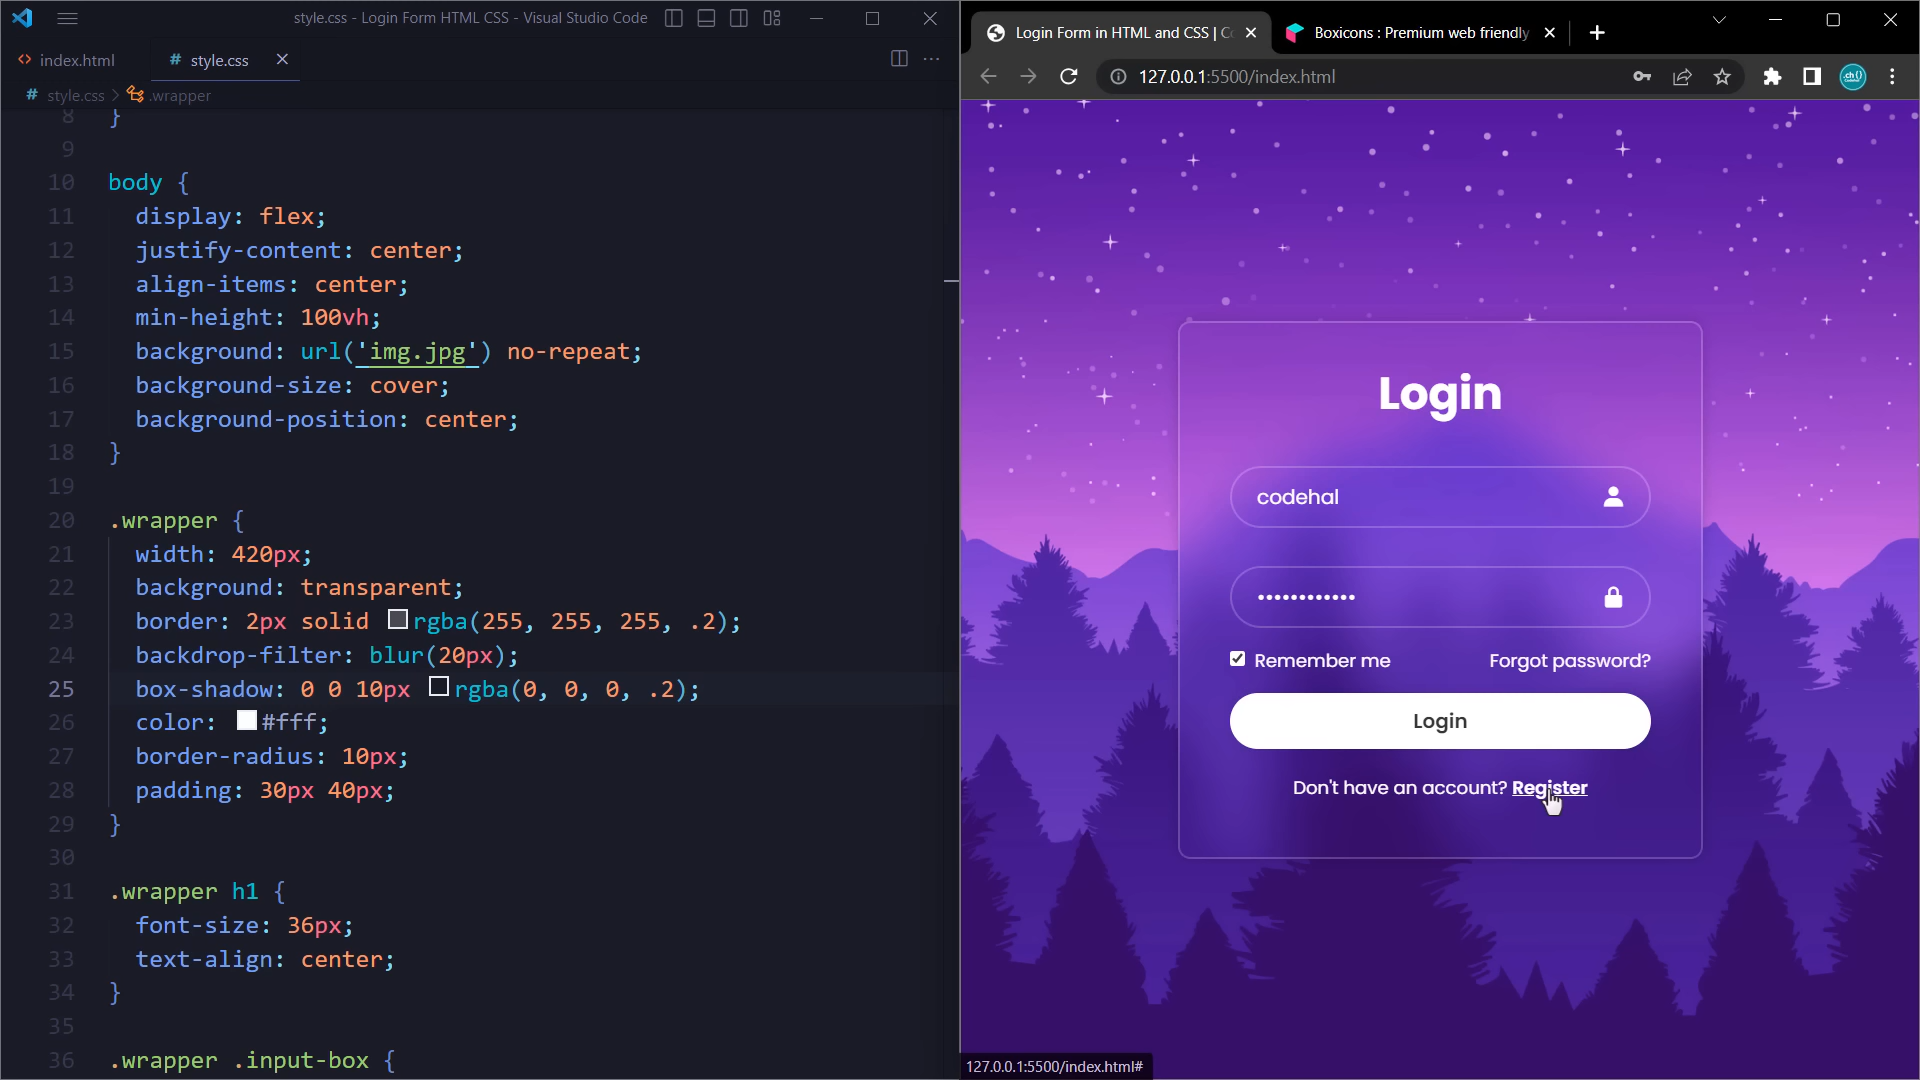 style.css - Login Form HTML CSS - Visual Studio Code
index.html
# style.css
# style.css > .wrapper
8 }
9
10 body {
11 display: flex;
12 justify-content: center;
13 align-items: center;
14 min-height: 100vh;
15 background: url('img.jpg') no-repeat;
16 background-size: cover;
17 background-position: center;
18 }
19
20 .wrapper {
21 width: 420px;
22 background: transparent;
23 border: 2px solid rgba(255, 255, 255, .2);
24 backdrop-filter: blur(20px);
25 box-shadow: 0 0 10px rgba(0, 0, 0, .2);
26 color: #fff;
27 border-radius: 10px;
28 padding: 30px 40px;
29 }
30
31 .wrapper h1 {
32 font-size: 36px;
33 text-align: center;
34 }
35
36 .wrapper .input-box {
Login Form in HTML and CSS | C
Boxicons : Premium web friendly
127.0.0.1:5500/index.html
Login
codehal
••••••••••••
Remember me
Forgot password?
Login
Don't have an account? Register
127.0.0.1:5500/index.html#